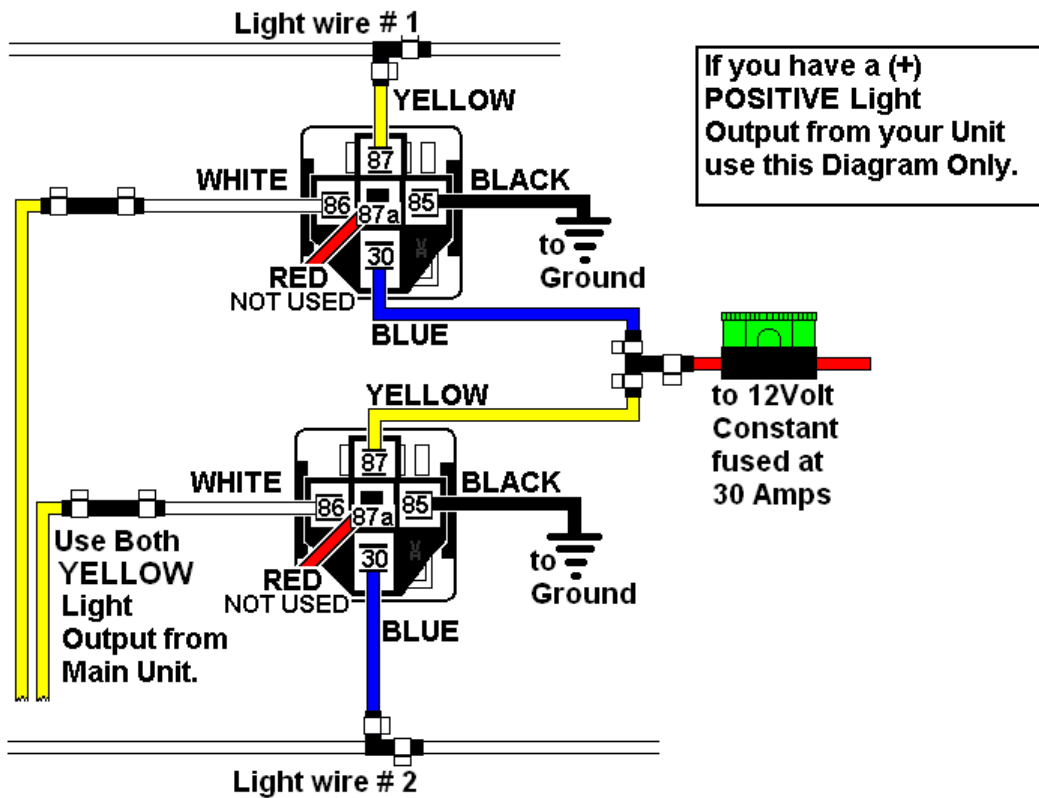 Light wire # 1
If you have a (+)
POSITIVE Light
Output from your Unit
use this Diagram Only.
YELLOW
87
WHITE
BLACK
86
87a
85
30
to
Ground
RED
NOT USED
BLUE
YELLOW
to 12Volt
Constant
fused at
30 Amps
87
WHITE
BLACK
86
87a
85
30
to
Ground
Use Both
YELLOW
Light
Output from
Main Unit.
RED
NOT USED
BLUE
Light wire # 2